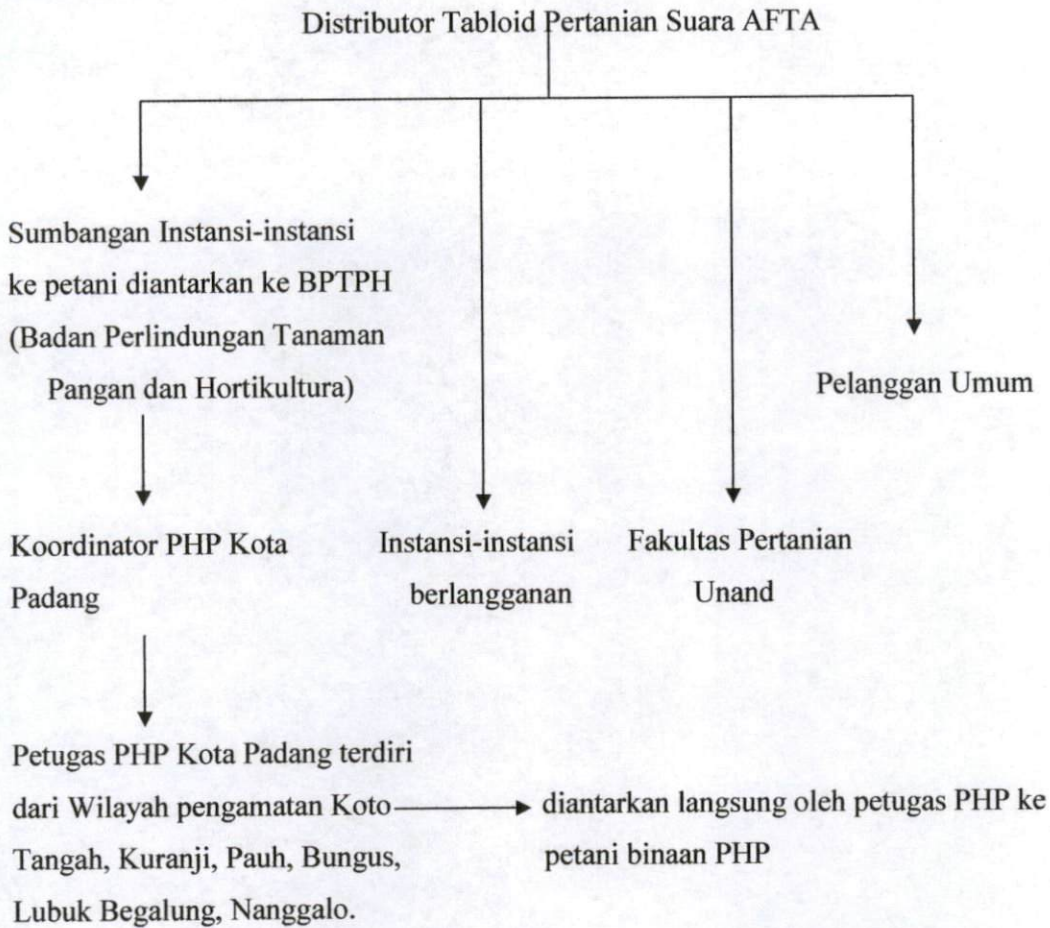 Distributor Tabloid Pertanian Suara AFTA
Sumbangan Instansi-instansi
ke petani diantarkan ke BPTPH
(Badan Perlindungan Tanaman
Pangan dan Hortikultura)
Pelanggan Umum
Koordinator PHP Kota
Padang
Instansi-instansi
berlangganan
Fakultas Pertanian
Unand
Petugas PHP Kota Padang terdiri
dari Wilayah pengamatan Koto
Tangah, Kuranji, Pauh, Bungus,
Lubuk Begalung, Nanggalo.
diantarkan langsung oleh petugas PHP ke
petani binaan PHP